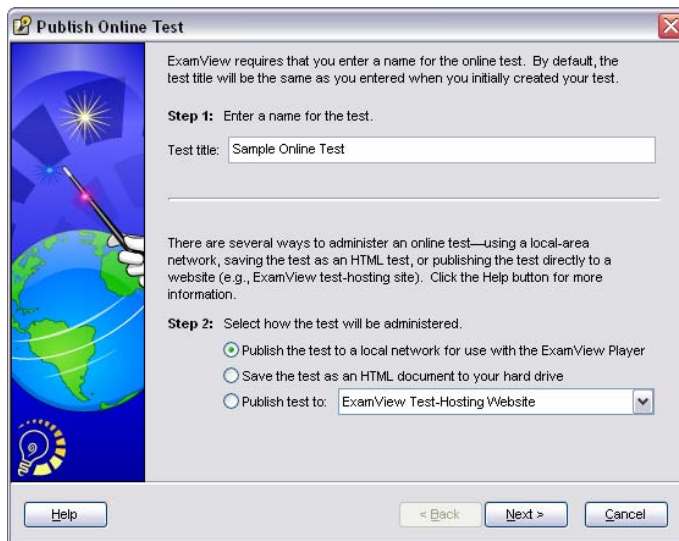 Publish Online Test
ExamView requires that you enter a name for the online test. By default, the
test title will be the same as you entered when you initially created your test.
Step 1: Enter a name for the test.
Test title: Sample Online Test
There are several ways to administer an online test—using a local-area
network, saving the test as an HTML test, or publishing the test directly to a
website (e.g., ExamView test-hosting site). Click the Help button for more
information.
Step 2: Select how the test will be administered.
Publish the test to a local network for use with the ExamView Player
Save the test as an HTML document to your hard drive
Publish test to: ExamView Test-Hosting Website
Help < Back Next > Cancel